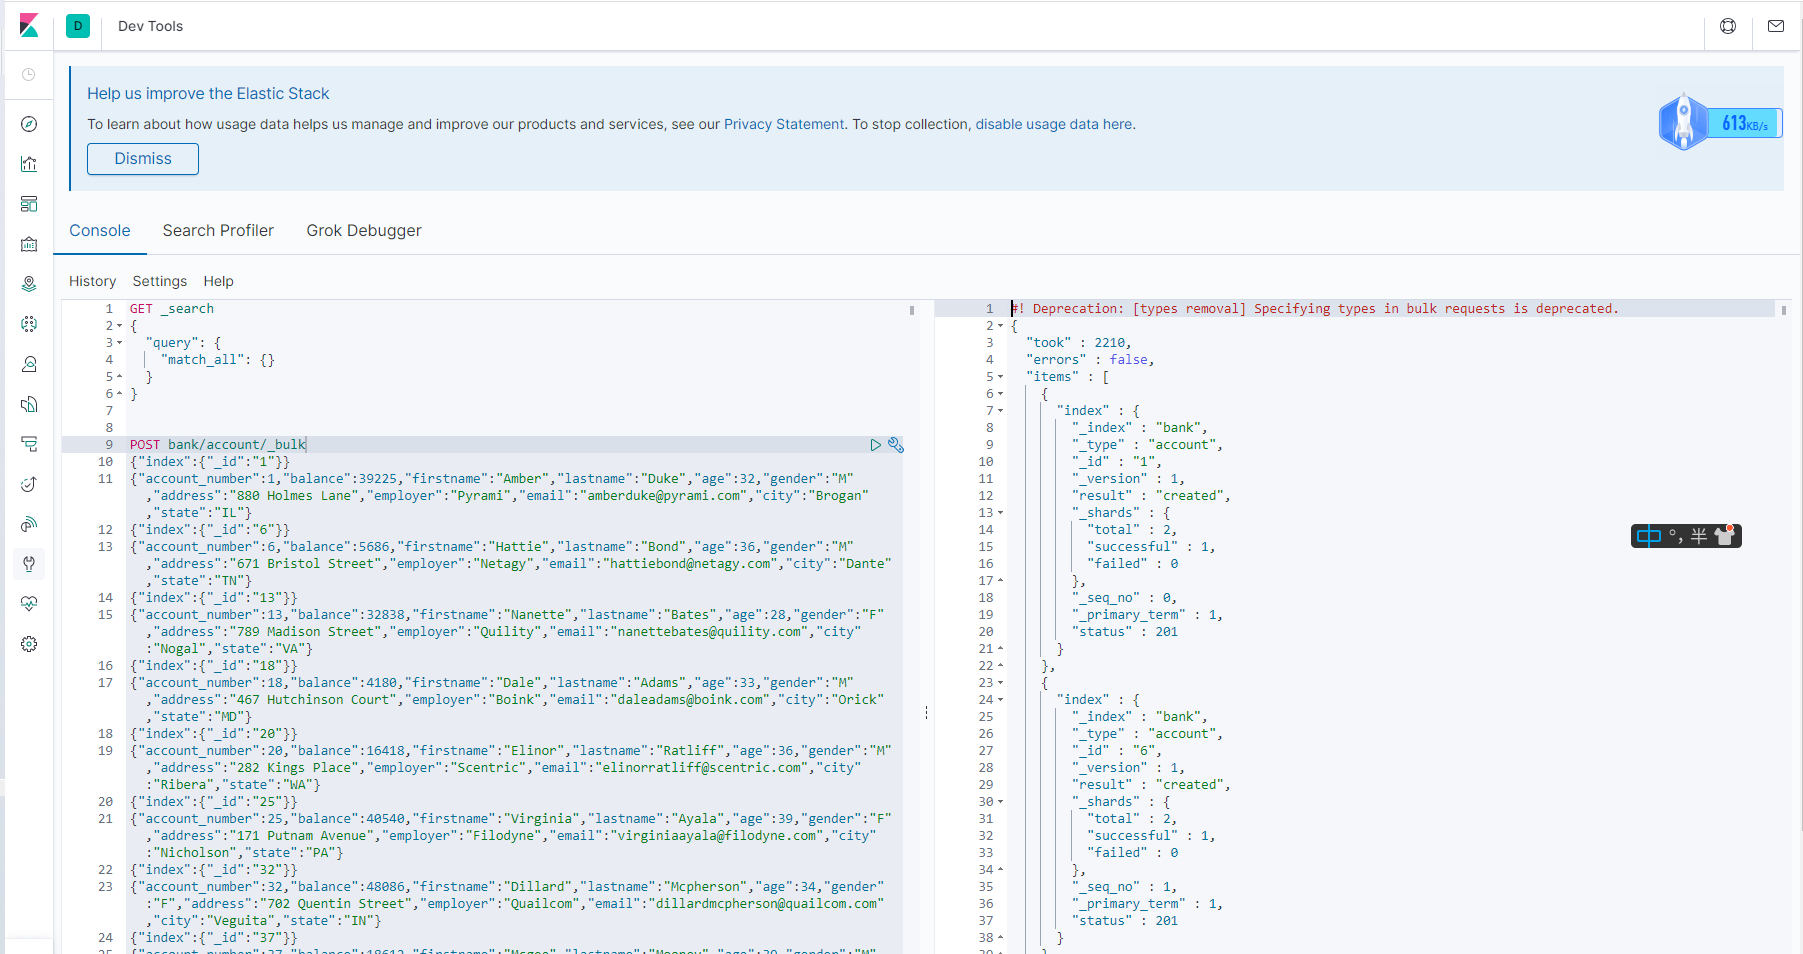 D Dev Tools
Help us improve the Elastic Stack
To learn about how usage data helps us manage and improve our products and services, see our Privacy Statement. To stop collection, disable usage data here.
Dismiss
613KB/s
Console Search Profiler Grok Debugger
History Settings Help
1 GET _search
2 {
3 "query": {
4 "match_all": {}
5 }
6 }
7
8
9 POST bank/account/_bulk
10 {"index":{"_id":"1"}}
11 {"account_number":1,"balance":39225,"firstname":"Amber","lastname":"Duke","age":32,"gender":"M"
,"address":"880 Holmes Lane","employer":"Pyrami","email":"amberduke@pyrami.com","city":"Brogan"
,"state":"IL"}
12 {"index":{"_id":"6"}}
13 {"account_number":6,"balance":5686,"firstname":"Hattie","lastname":"Bond","age":36,"gender":"M"
,"address":"671 Bristol Street","employer":"Netagy","email":"hattiebond@netagy.com","city":"Dante"
,"state":"TN"}
14 {"index":{"_id":"13"}}
15 {"account_number":13,"balance":32838,"firstname":"Nanette","lastname":"Bates","age":28,"gender":"F"
,"address":"789 Madison Street","employer":"Quility","email":"nanettebates@quility.com","city"
:"Nogal","state":"VA"}
16 {"index":{"_id":"18"}}
17 {"account_number":18,"balance":4180,"firstname":"Dale","lastname":"Adams","age":33,"gender":"M"
,"address":"467 Hutchinson Court","employer":"Boink","email":"daleadams@boink.com","city":"Orick"
,"state":"MD"}
18 {"index":{"_id":"20"}}
19 {"account_number":20,"balance":16418,"firstname":"Elinor","lastname":"Ratliff","age":36,"gender":"M"
,"address":"282 Kings Place","employer":"Scentric","email":"elinorratliff@scentric.com","city"
:"Ribera","state":"WA"}
20 {"index":{"_id":"25"}}
21 {"account_number":25,"balance":40540,"firstname":"Virginia","lastname":"Ayala","age":39,"gender":"F"
,"address":"171 Putnam Avenue","employer":"Filodyne","email":"virginiaayala@filodyne.com","city"
:"Nicholson","state":"PA"}
22 {"index":{"_id":"32"}}
23 {"account_number":32,"balance":48086,"firstname":"Dillard","lastname":"Mcpherson","age":34,"gender"
:"F","address":"702 Quentin Street","employer":"Quailcom","email":"dillardmcpherson@quailcom.com"
,"city":"Veguita","state":"IN"}
24 {"index":{"_id":"37"}}
1 #! Deprecation: [types removal] Specifying types in bulk requests is deprecated.
2 {
3 "took" : 2210,
4 "errors" : false,
5 "items" : [
6 {
7 "index" : {
8 "_index" : "bank",
9 "_type" : "account",
10 "_id" : "1",
11 "_version" : 1,
12 "result" : "created",
13 "_shards" : {
14 "total" : 2,
15 "successful" : 1,
16 "failed" : 0
17 },
18 "_seq_no" : 0,
19 "_primary_term" : 1,
20 "status" : 201
21 }
22 },
23 {
24 "index" : {
25 "_index" : "bank",
26 "_type" : "account",
27 "_id" : "6",
28 "_version" : 1,
29 "result" : "created",
30 "_shards" : {
31 "total" : 2,
32 "successful" : 1,
33 "failed" : 0
34 },
35 "_seq_no" : 1,
36 "_primary_term" : 1,
37 "status" : 201
38 }
中 °, 半